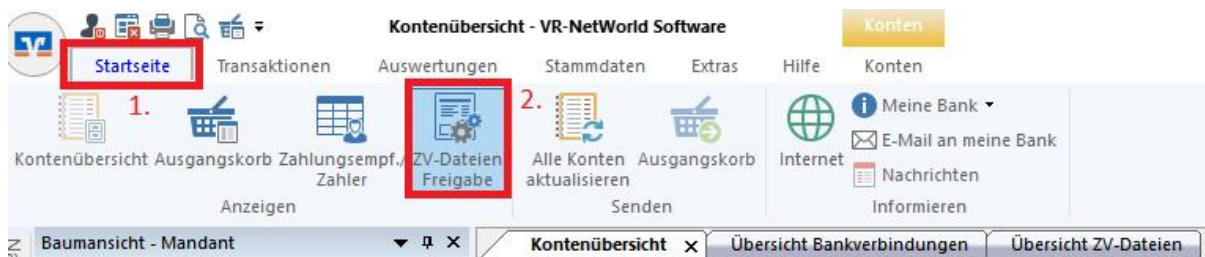 Kontenübersicht - VR-NetWorld Software
Konten
Startseite Transaktionen Auswertungen Stammdaten Extras Hilfe Konten
1.
2.
Kontenübersicht
Ausgangskorb
Zahlungsempf./
Zahler
ZV-Dateien
Freigabe
Alle Konten
aktualisieren
Ausgangskorb
Internet
Meine Bank
E-Mail an meine Bank
Nachrichten
Anzeigen
Senden
Informieren
Baumansicht - Mandant
Kontenübersicht
Übersicht Bankverbindungen
Übersicht ZV-Dateien